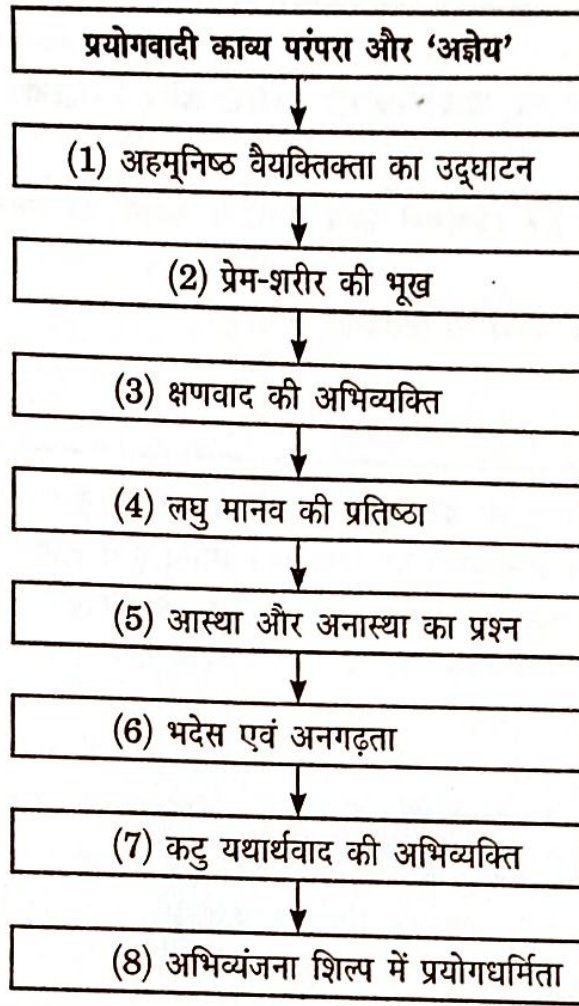 प्रयोगवादी काव्य परंपरा और ‘अज्ञेय’
(1) अहम्‌निष्ठ वैयक्तिक्ता का उद्‌घाटन
(2) प्रेम-शरीर की भूख
(3) क्षणवाद की अभिव्यक्ति
(4) लघु मानव की प्रतिष्ठा
(5) आस्था और अनास्था का प्रश्न
(6) भदेस एवं अनगढ़ता
(7) कटु यथार्थवाद की अभिव्यक्ति
(8) अभिव्यंजना शिल्प में प्रयोगधर्मिता